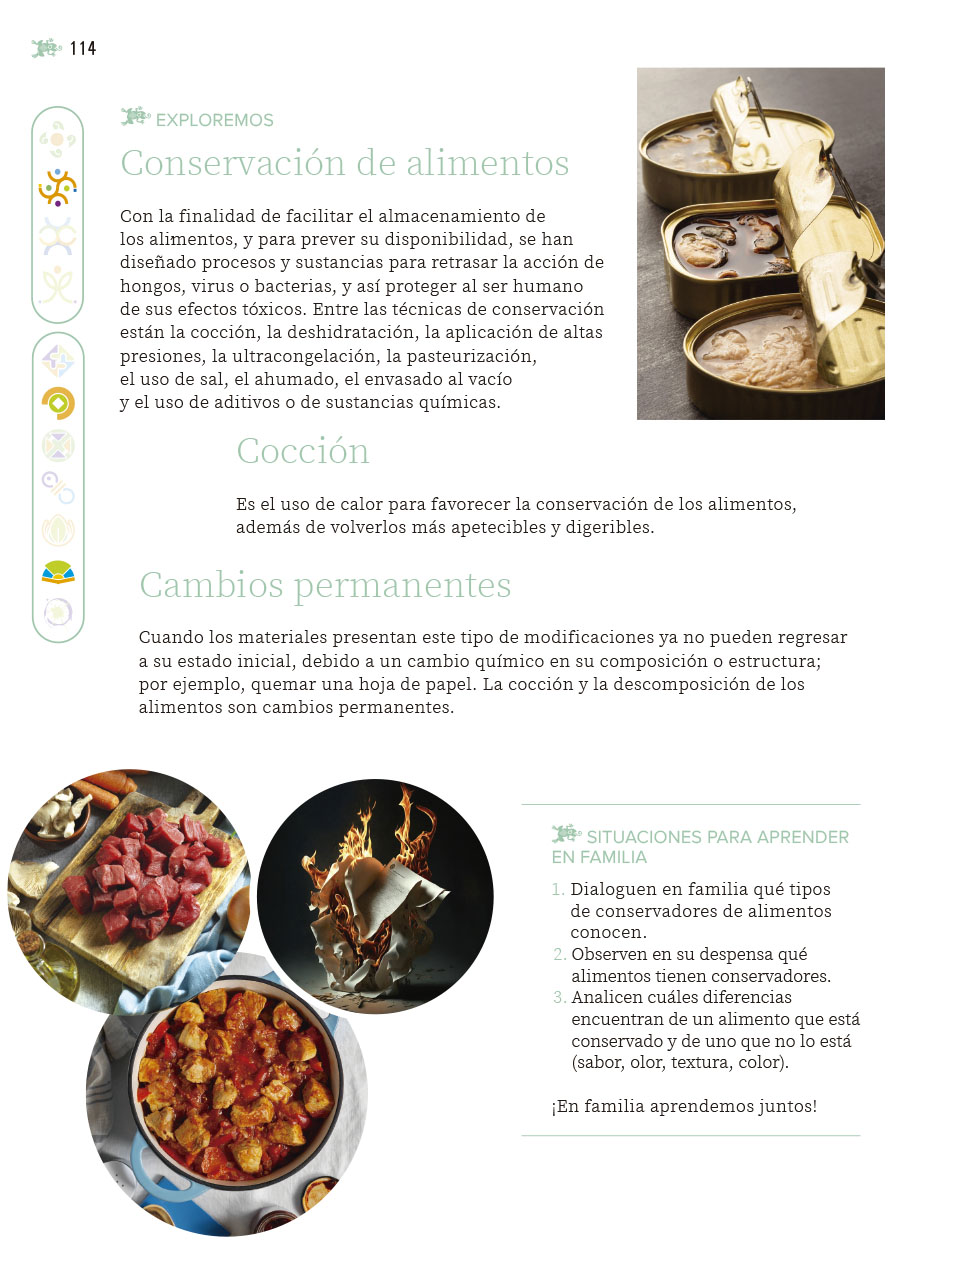 114
EXPLOREMOS
Conservación de alimentos
Con la finalidad de facilitar el almacenamiento de
los alimentos, y para prever su disponibilidad, se han
diseñado procesos y sustancias para retrasar la acción de
hongos, virus o bacterias, y así proteger al ser humano
de sus efectos tóxicos. Entre las técnicas de conservación
están la cocción, la deshidratación, la aplicación de altas
presiones, la ultracongelación, la pasteurización,
el uso de sal, el ahumado, el envasado al vacío
y el uso de aditivos o de sustancias químicas.
Cocción
Es el uso de calor para favorecer la conservación de los alimentos,
además de volverlos más apetecibles y digeribles.
Cambios permanentes
Cuando los materiales presentan este tipo de modificaciones ya no pueden regresar
a su estado inicial, debido a un cambio químico en su composición o estructura;
por ejemplo, quemar una hoja de papel. La cocción y la descomposición de los
alimentos son cambios permanentes.
SITUACIONES PARA APRENDER
EN FAMILIA
1. Dialoguen en familia qué tipos
de conservadores de alimentos
conocen.
2. Observen en su despensa qué
alimentos tienen conservadores.
3. Analicen cuáles diferencias
encuentran de un alimento que está
conservado y de uno que no lo está
(sabor, olor, textura, color).
¡En familia aprendemos juntos!